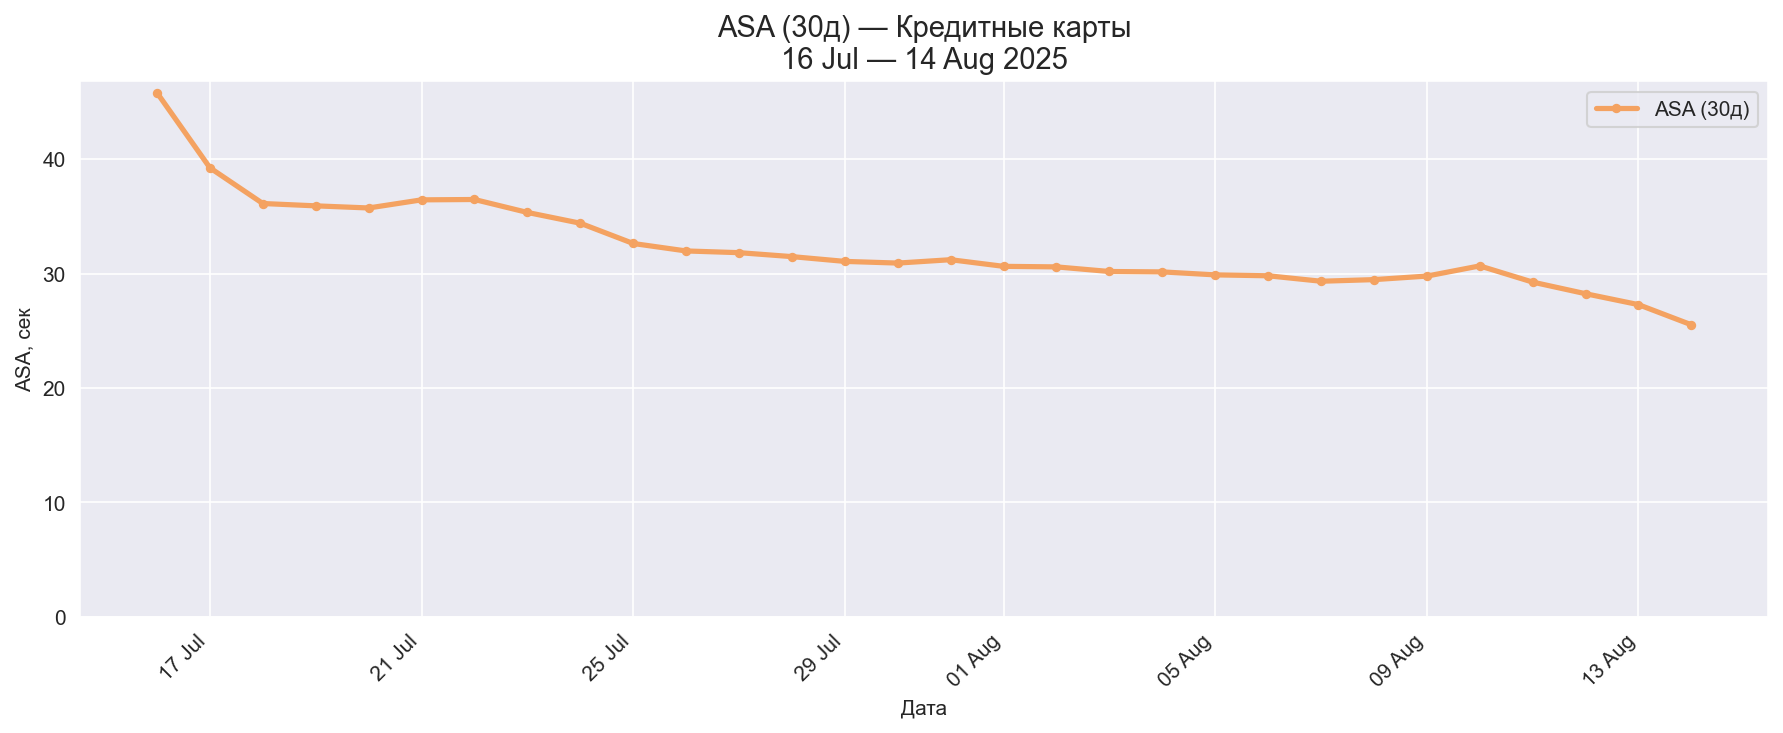 ASA (30д) — Кредитные карты
16 Jul — 14 Aug 2025
ASA (30д)
ASA, сек
40
30
20
10
0
17 Jul
21 Jul
25 Jul
29 Jul
01 Aug
05 Aug
09 Aug
13 Aug
Дата